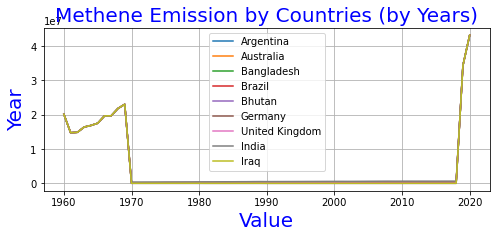 Methene Emission by Countries (by Years)
1e7
Year
4
3
2
1
0
Argentina
Australia
Bangladesh
Brazil
Bhutan
Germany
United Kingdom
India
Iraq
1960 1970 1980 1990 2000 2010 2020
Value